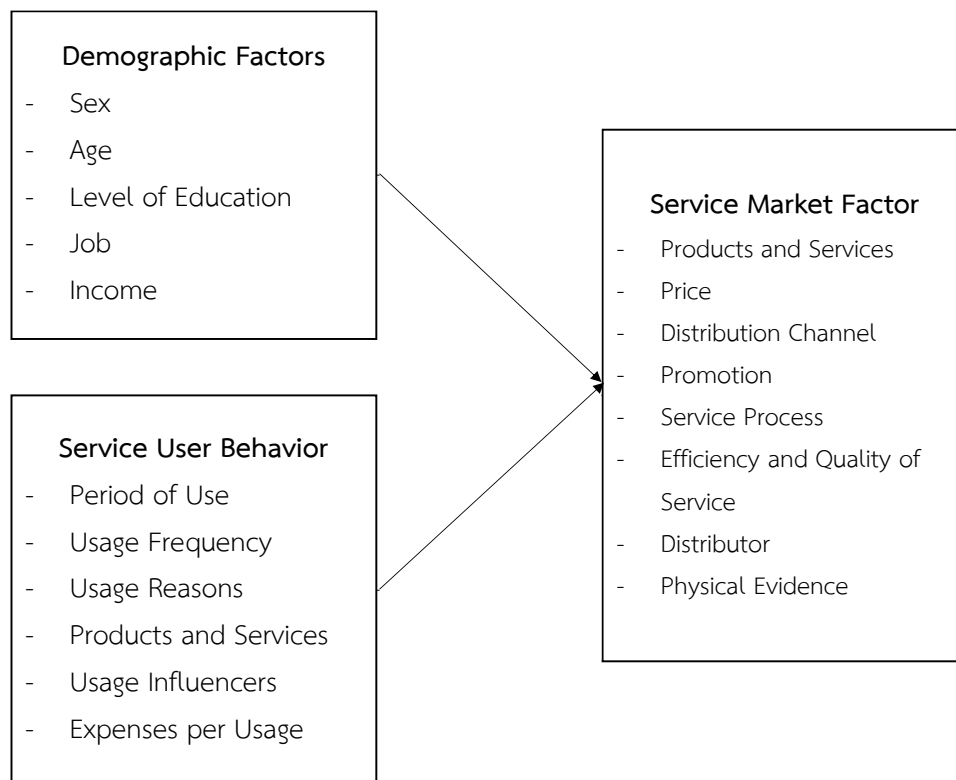 Demographic Factors
- Sex
- Age
- Level of Education
- Job
- Income
Service User Behavior
- Period of Use
- Usage Frequency
- Usage Reasons
- Products and Services
- Usage Influencers
- Expenses per Usage
Service Market Factor
- Products and Services
- Price
- Distribution Channel
- Promotion
- Service Process
- Efficiency and Quality of
Service
- Distributor
- Physical Evidence